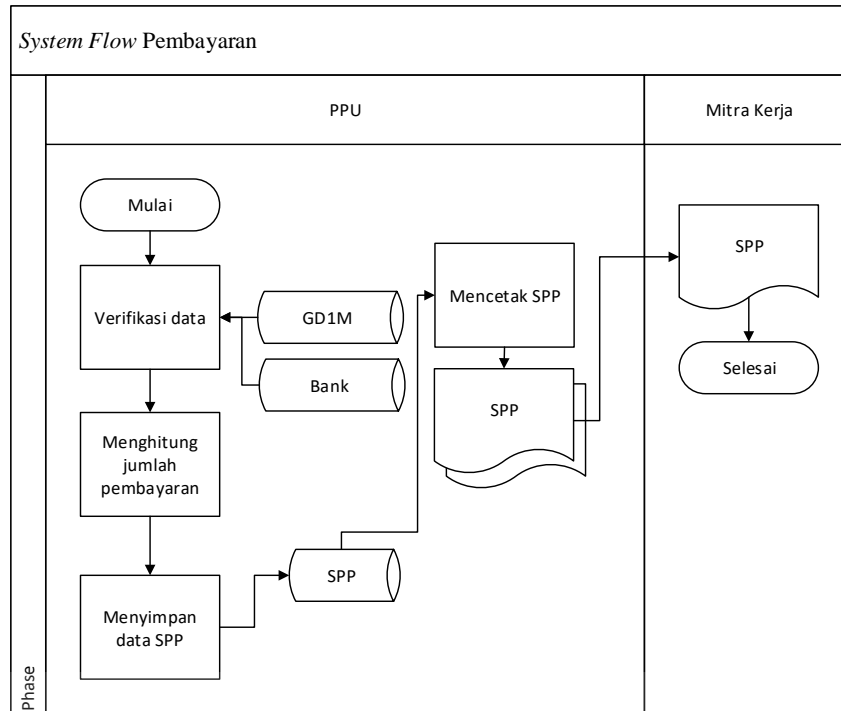 System Flow Pembayaran
PPU
Mitra Kerja
Mulai
Verifikasi data
GD1M
Bank
Menghitung
jumlah
pembayaran
Menyimpan
data SPP
SPP
Mencetak SPP
SPP
SPP
Selesai
Phase